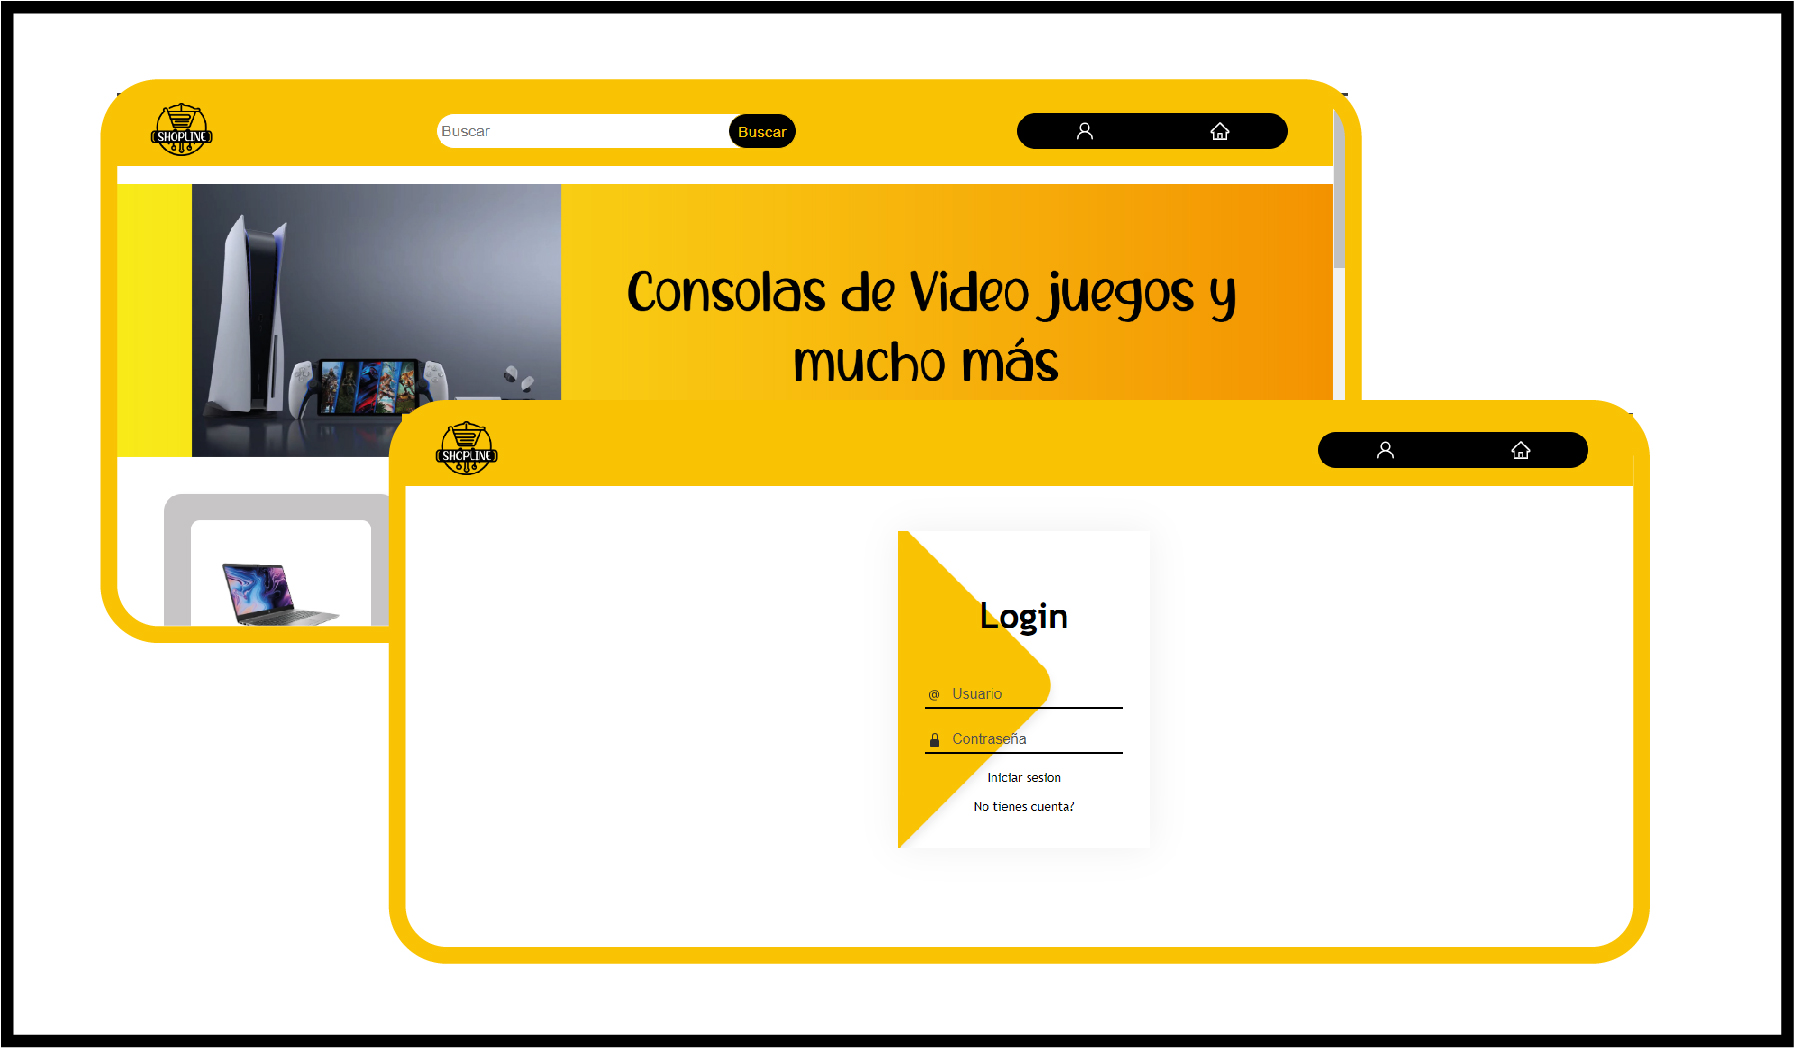 SHOPLINE
Buscar
Buscar
Consolas de Video juegos y
mucho más
SHOPLINE
Login
@ Usuario
Contraseña
Iniciar sesion
No tienes cuenta?